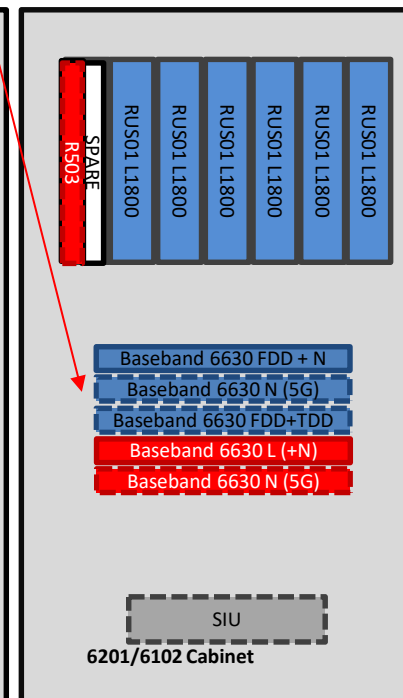 R503
SPARE
RUS01 L1800
RUS01 L1800
RUS01 L1800
RUS01 L1800
RUS01 L1800
RUS01 L1800
Baseband 6630 FDD + N
Baseband 6630 N (5G)
Baseband 6630 FDD+TDD
Baseband 6630 L (+N)
Baseband 6630 N (5G)
SIU
6201/6102 Cabinet